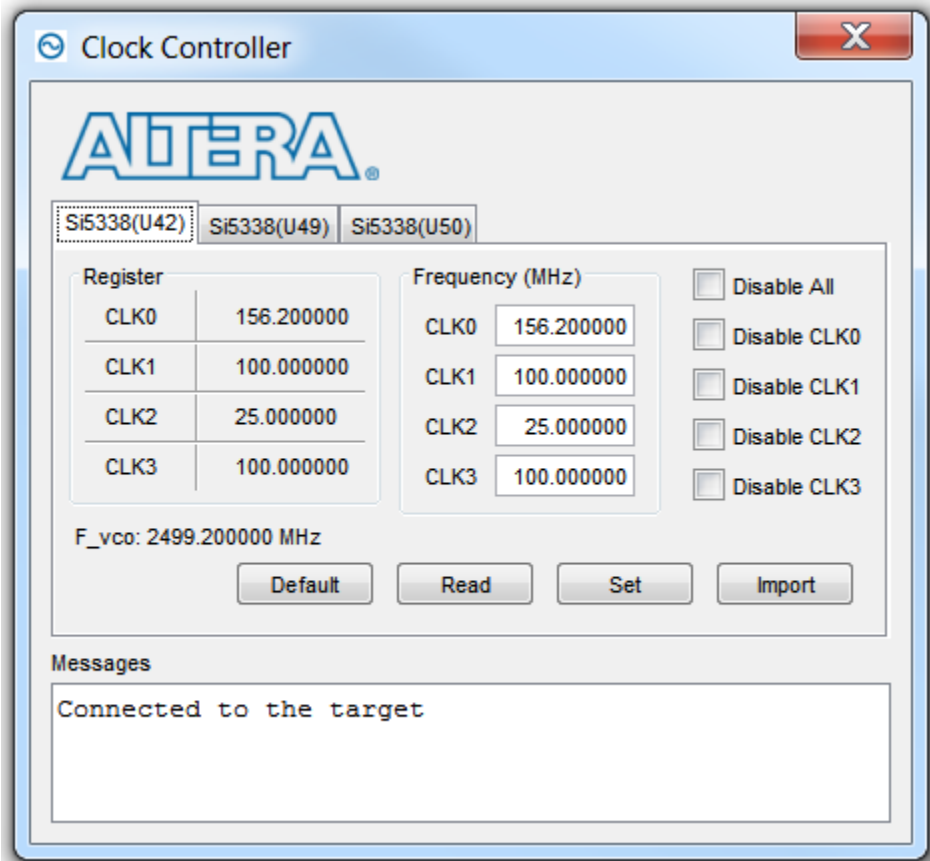 Clock Controller
ALTERA®
Si5338(U42) Si5338(U49) Si5338(U50)
Register
CLK0 156.200000
CLK1 100.000000
CLK2 25.000000
CLK3 100.000000
Frequency (MHz)
CLK0 156.200000
CLK1 100.000000
CLK2 25.000000
CLK3 100.000000
Disable All
Disable CLK0
Disable CLK1
Disable CLK2
Disable CLK3
F_vco: 2499.200000 MHz
Default Read Set Import
Messages
Connected to the target